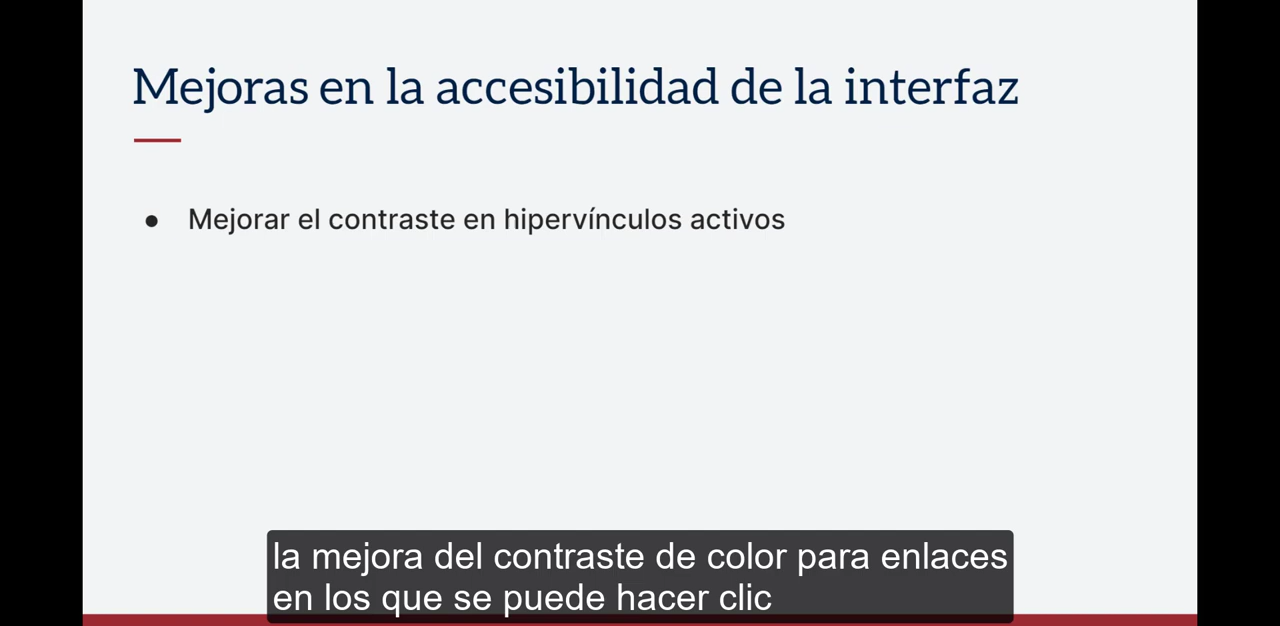 Mejoras en la accesibilidad de la interfaz
● Mejorar el contraste en hipervínculos activos
la mejora del contraste de color para enlaces
en los que se puede hacer clic